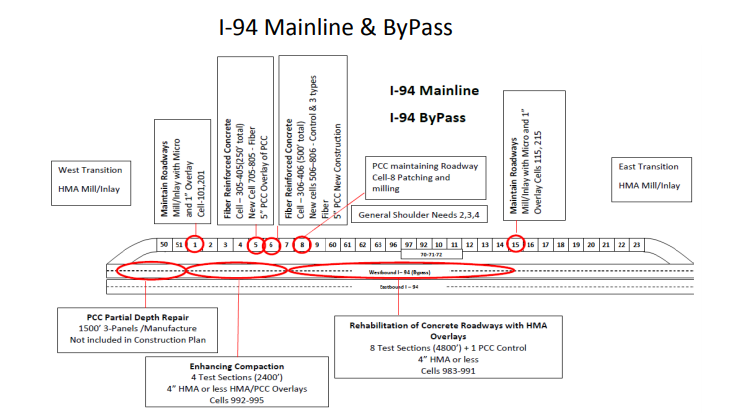 I-94 Mainline & ByPass
I-94 Mainline
I-94 ByPass
West Transition
HMA Mill/Inlay
Maintain Roadways
Mill/Inlay with Micro
and 1” Overlay
Cell-101,201
Fiber Reinforced Concrete
Cell – 305-405(250’ total)
New Cell 705-805 - Fiber
5” PCC Overlay of PCC
Fiber Reinforced Concrete
Cell – 306-406 (500’ total)
New cells 506–806 - Control & 3 types
Fiber
PCC New Construction
PCC maintaining Roadway
Cell-8 Patching and
milling
General Shoulder Needs 2,3,4
Maintain Roadways
Mill/Inlay with Micro and 1”
Overlay Cells 115, 215
East Transition
HMA Mill/Inlay
50 51 1 2 3 4 5 6 7 8 9 60 61 62 63 96 97 92 10 11 12 13 14 15 16 17 18 19 20 21 22 23
70-71-72
Westbound I– 94 (Bypass)
Eastbound I – 94
PCC Partial Depth Repair
1500’ 3-Panels /Manufacture
Not included in Construction Plan
Enhancing Compaction
4 Test Sections (2400’)
4” HMA or less HMA/PCC Overlays
Cells 992-995
Rehabilitation of Concrete Roadways with HMA
Overlays
8 Test Sections (4800’) + 1 PCC Control
4” HMA or less
Cells 983-991